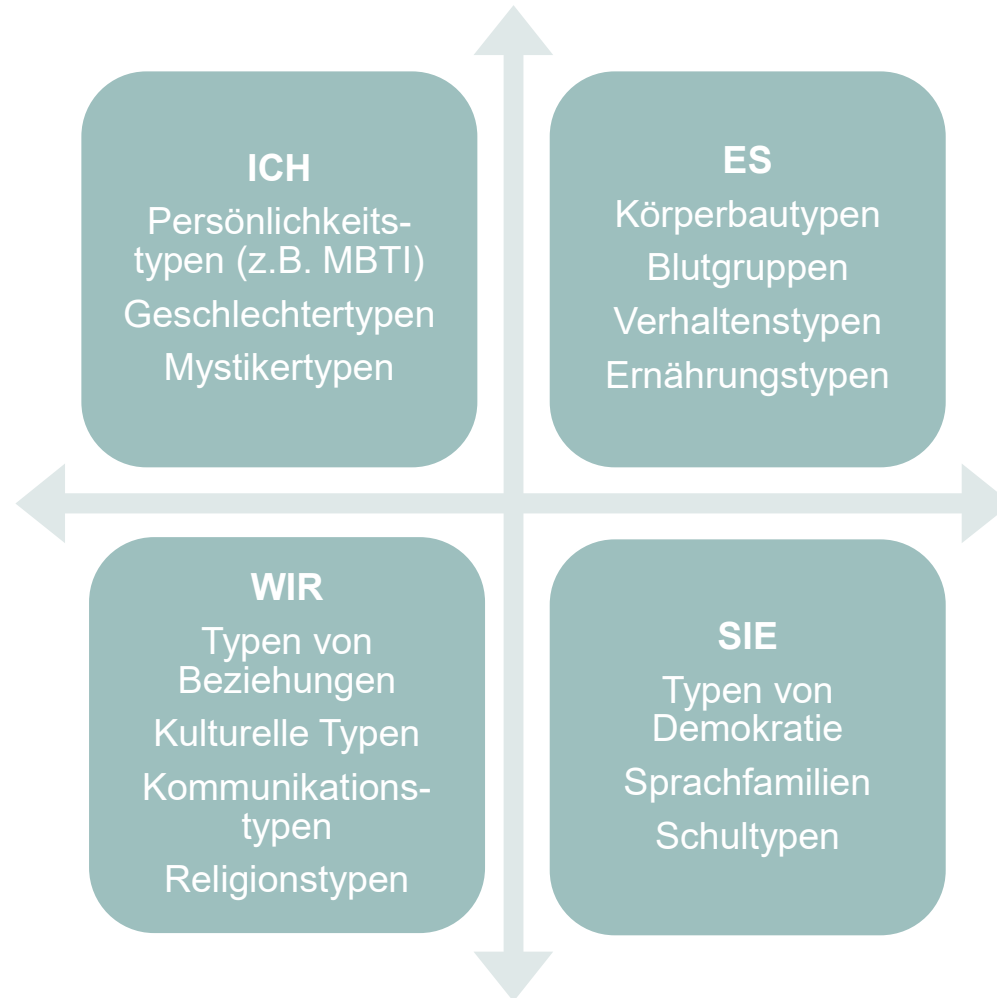 ICH
Persönlichkeits-
typen (z.B. MBTI)
Geschlechtertypen
Mystikertypen
ES
Körperbautypen
Blutgruppen
Verhaltenstypen
Ernährungstypen
WIR
Typen von
Beziehungen
Kulturelle Typen
Kommunikations-
typen
Religionstypen
SIE
Typen von
Demokratie
Sprachfamilien
Schultypen